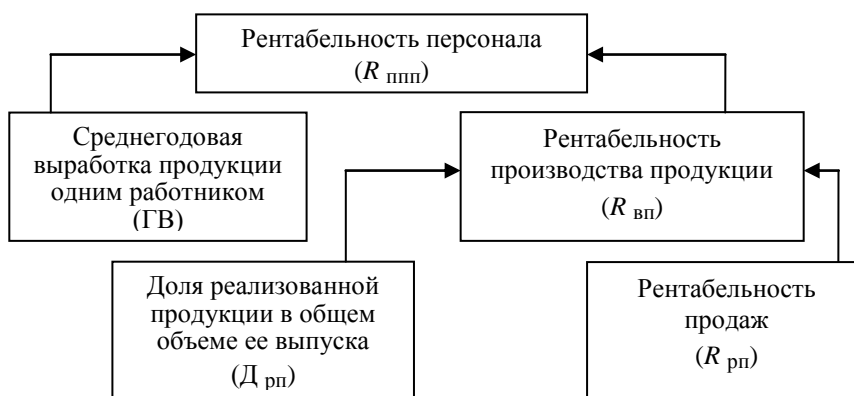 Рентабельность персонала
(R ппп)
Среднегодовая
выработка продукции
одним работником
(ГВ)
Рентабельность
производства продукции
(R вп)
Доля реализованной
продукции в общем
объеме ее выпуска
(Д рп)
Рентабельность
продаж
(R рп)